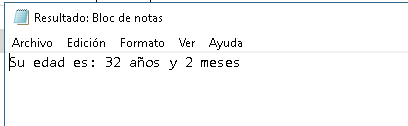 Resultado: Bloc de notas
Archivo Edición Formato Ver Ayuda
Su edad es: 32 años y 2 meses